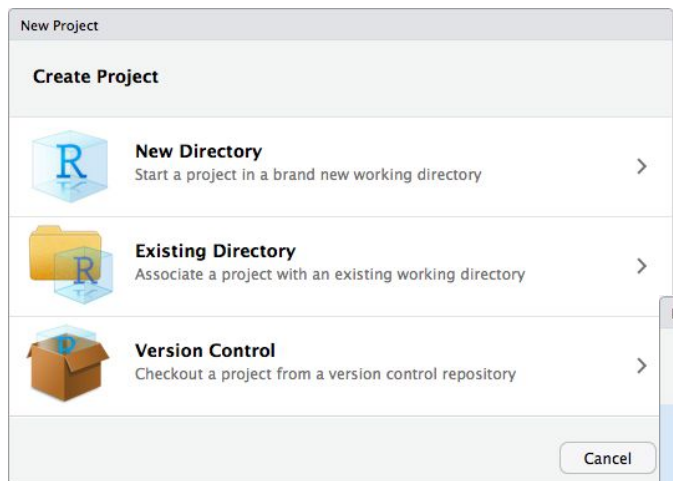 New Project
Create Project
R
New Directory
Start a project in a brand new working directory
R
Existing Directory
Associate a project with an existing working directory
Version Control
Checkout a project from a version control repository
Cancel